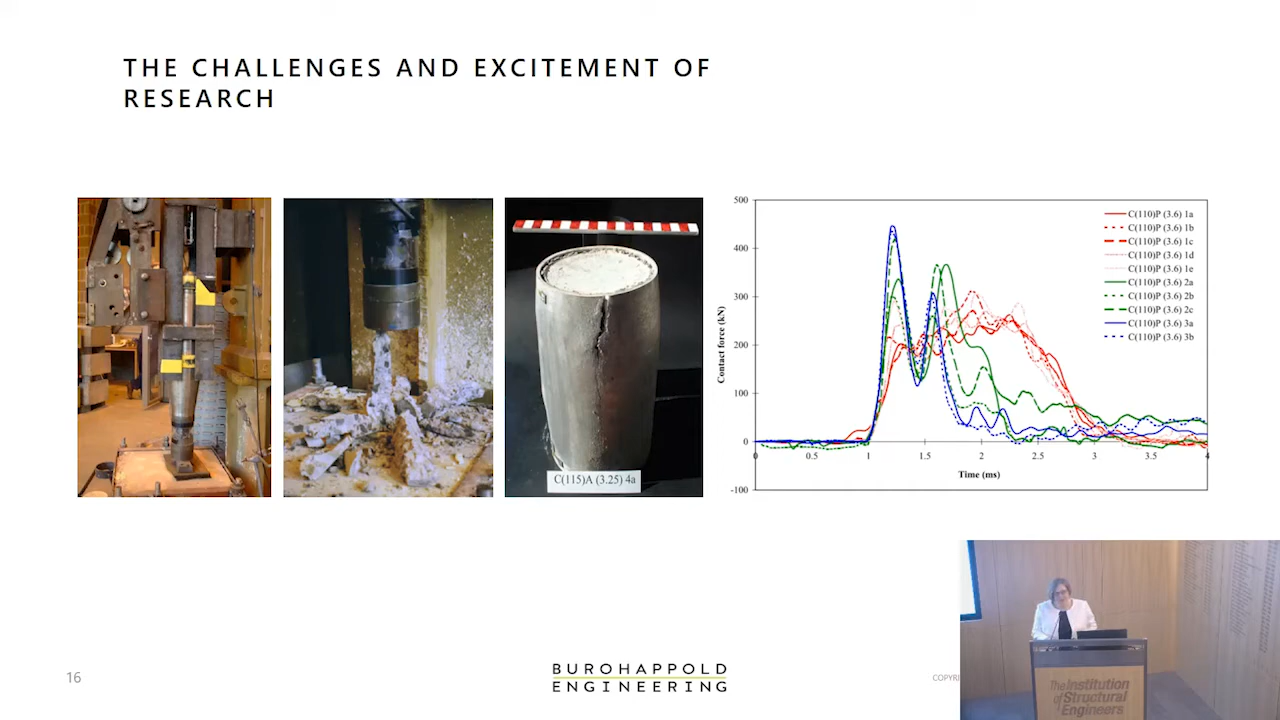 THE CHALLENGES AND EXCITEMENT OF
RESEARCH
C(115)A (3.25) 4a
500
400
300
200
100
0
-100
Contact force (kN)
0
0.5
1
1.5
2
2.5
3
3.5
4
Time (ms)
C(110)P (3.6) 1a
C(110)P (3.6) 1b
C(110)P (3.6) 1c
C(110)P (3.6) 1d
C(110)P (3.6) 1e
C(110)P (3.6) 2a
C(110)P (3.6) 2b
C(110)P (3.6) 2c
C(110)P (3.6) 3a
C(110)P (3.6) 3b
16
BUROHAPPOLD
ENGINEERING
The Institution
of Structural
Engineers